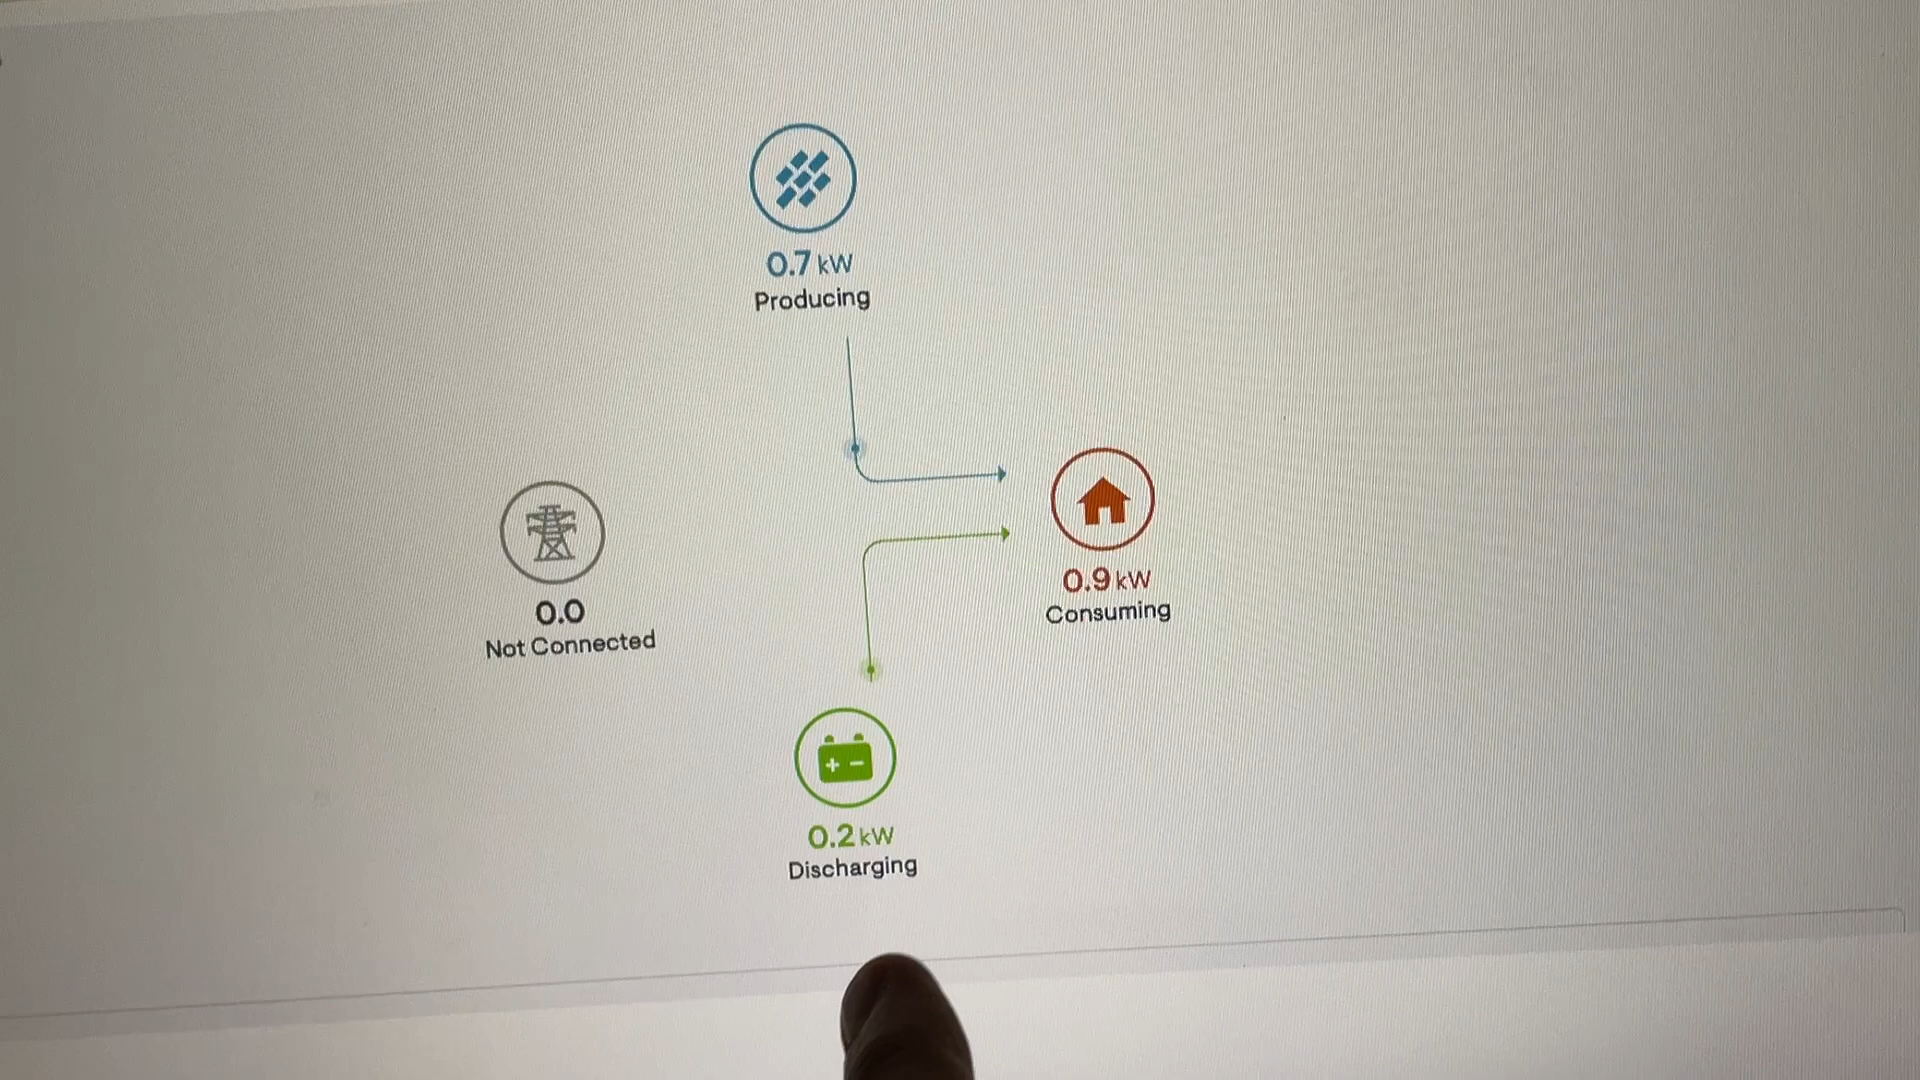 0.7 kW
Producing
0.0
Not Connected
0.9 kW
Consuming
0.2 kW
Discharging